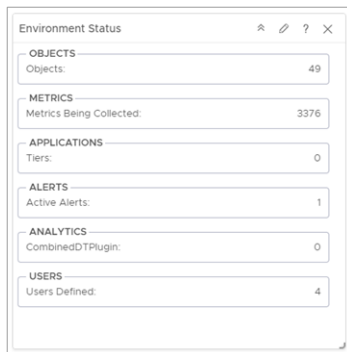 Environment Status
?
OBJECTS
Objects: 49
METRICS
Metrics Being Collected: 3376
APPLICATIONS
Tiers: 0
ALERTS
Active Alerts: 1
ANALYTICS
CombinedDTPlugin: 0
USERS
Users Defined: 4